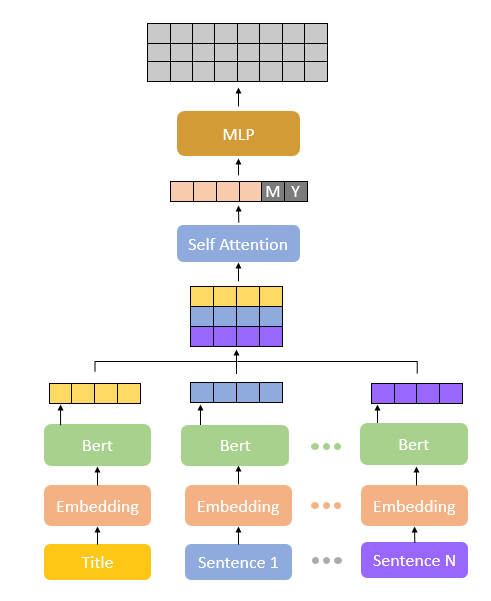 MLP
M Y
Self Attention
Bert Bert Bert
Embedding Embedding Embedding
Title Sentence 1 Sentence N